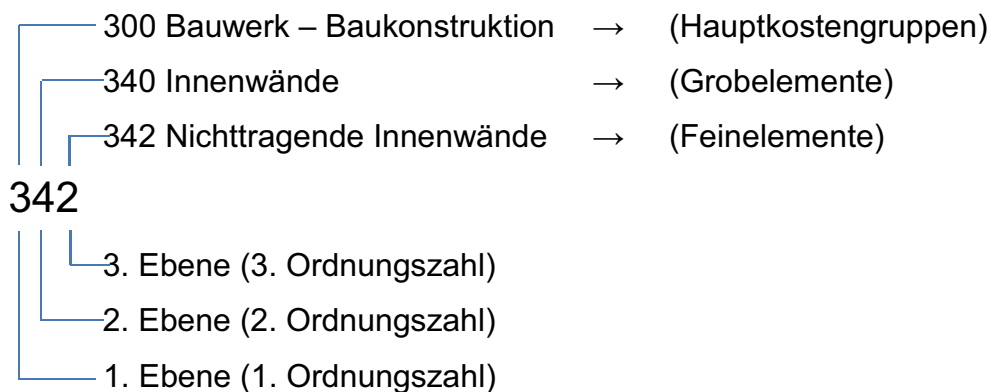 300 Bauwerk – Baukonstruktion → (Hauptkostengruppen)
340 Innenwände → (Grobelemente)
342 Nichttragende Innenwände → (Feinelemente)
342
3. Ebene (3. Ordnungszahl)
2. Ebene (2. Ordnungszahl)
1. Ebene (1. Ordnungszahl)